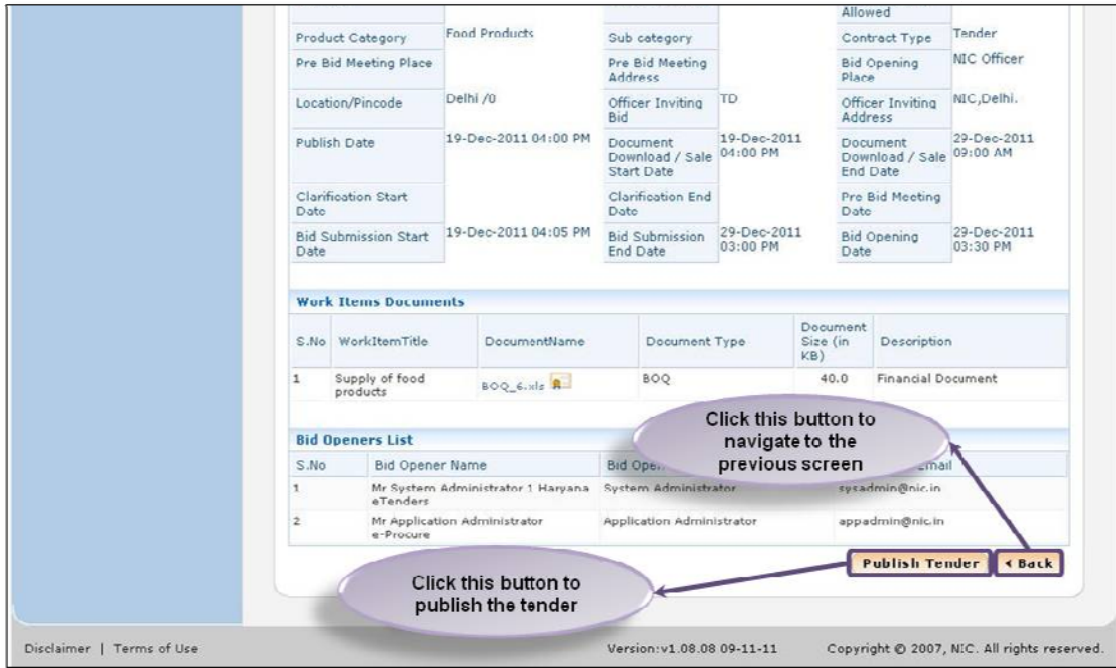 Allowed
Product Category Food Products Sub category Contract Type Tender
Pre Bid Meeting Place Pre Bid Meeting Address Bid Opening Place NIC Officer
Location/Pincode Delhi /0 Officer Inviting Bid TD Officer Inviting Address NIC,Delhi.
Publish Date 19-Dec-2011 04:00 PM Document Download / Sale Start Date 19-Dec-2011 04:00 PM Document Download / Sale End Date 29-Dec-2011 09:00 AM
Clarification Start Date Clarification End Date Pre Bid Meeting Date
Bid Submission Start Date 19-Dec-2011 04:05 PM Bid Submission End Date 29-Dec-2011 03:00 PM Bid Opening Date 29-Dec-2011 03:30 PM
Work Items Documents
S.No WorkItemTitle DocumentName Document Type Document Size (in KB) Description
1 Supply of food products BOQ_6.xls BOQ 40.0 Financial Document
Click this button to
navigate to the
previous screen
Bid Openers List
S.No Bid Opener Name Bid Open
1 Mr System Administrator 1 Haryana eTenders System Administrator sysadmin@nic.in
2 Mr Application Administrator e-Procure Application Administrator appadmin@nic.in
Publish Tender Back
Click this button to
publish the tender
Disclaimer | Terms of Use Version:v1.08.08 09-11-11 Copyright © 2007, NIC. All rights reserved.